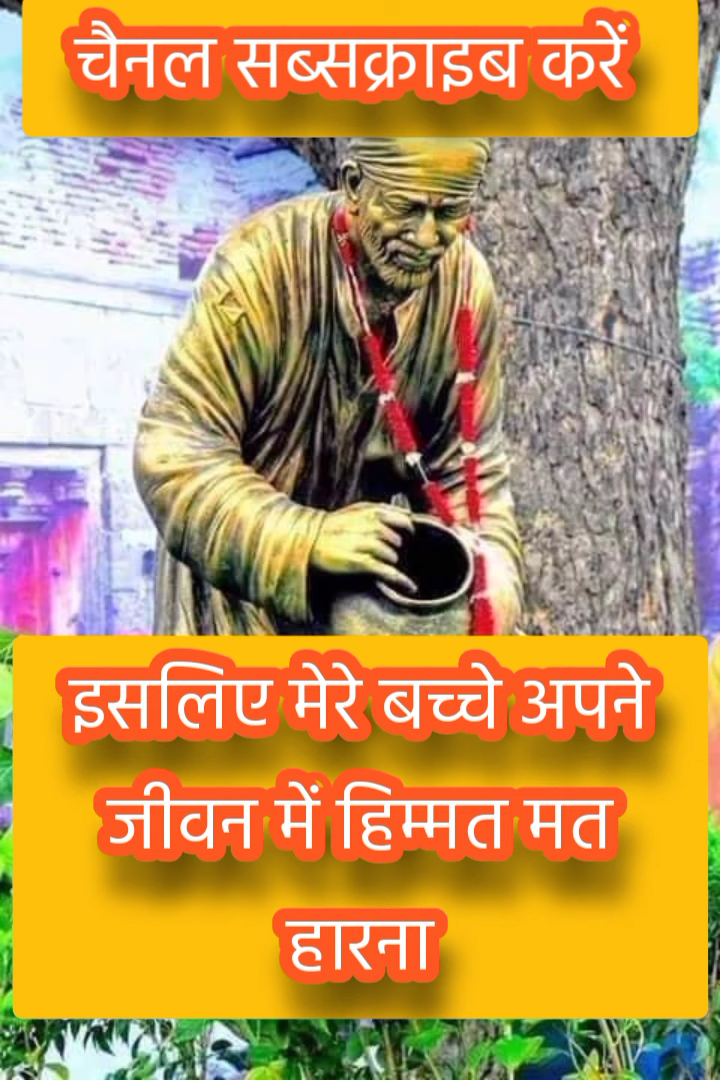 चैनल सब्सक्राइब करें
इसलिए मेरे बच्चे अपने
जीवन में हिम्मत मत
हारना